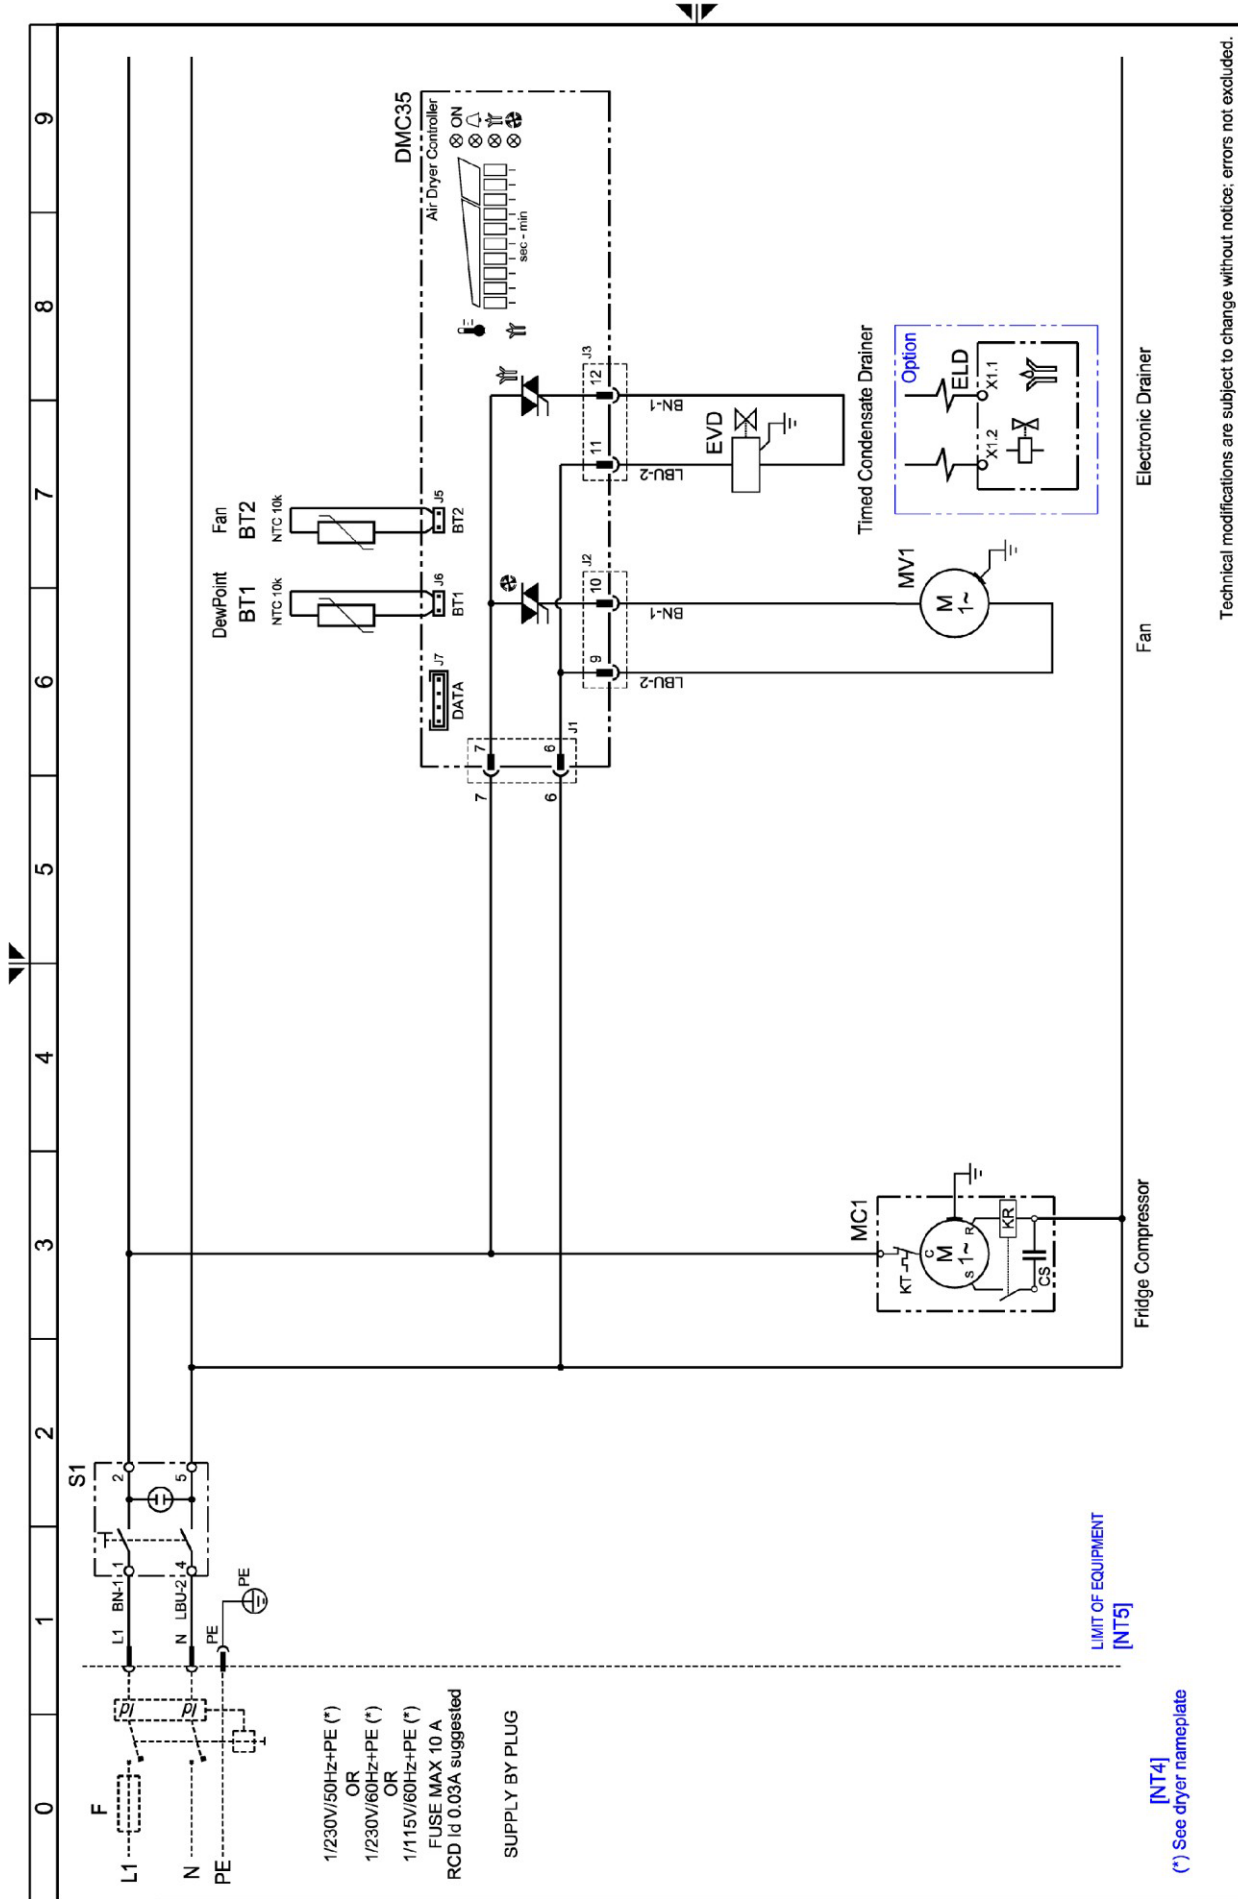 0
1
2
3
4
5
6
7
8
9
F
L1
N
PE
Id
Id
1/230V/50Hz+PE (*)
OR
1/230V/60Hz+PE (*)
OR
1/115V/60Hz+PE (*)
FUSE MAX 10 A
RCD Id 0.03A suggested
SUPPLY BY PLUG
[NT4]
(*) See dryer nameplate
LIMIT OF EQUIPMENT
[NT5]
L1
BN-1
1
N
LBU-2
4
PE
PE
S1
2
5
MC1
KT
C
M
1~
S
R
KR
CS
Fridge Compressor
7
7
6
6
J1
DATA
J7
DewPoint
BT1
NTC 10k
J6
BT1
Fan
BT2
NTC 10k
J5
BT2
DMC35
Air Dryer Controller
ON
sec - min
9
10
J2
LBU-2
BN-1
MV1
M
1~
Fan
11
12
J3
LBU-2
BN-1
EVD
Timed Condensate Drainer
Option
ELD
X1.2
X1.1
Electronic Drainer
Technical modifications are subject to change without notice; errors not excluded.